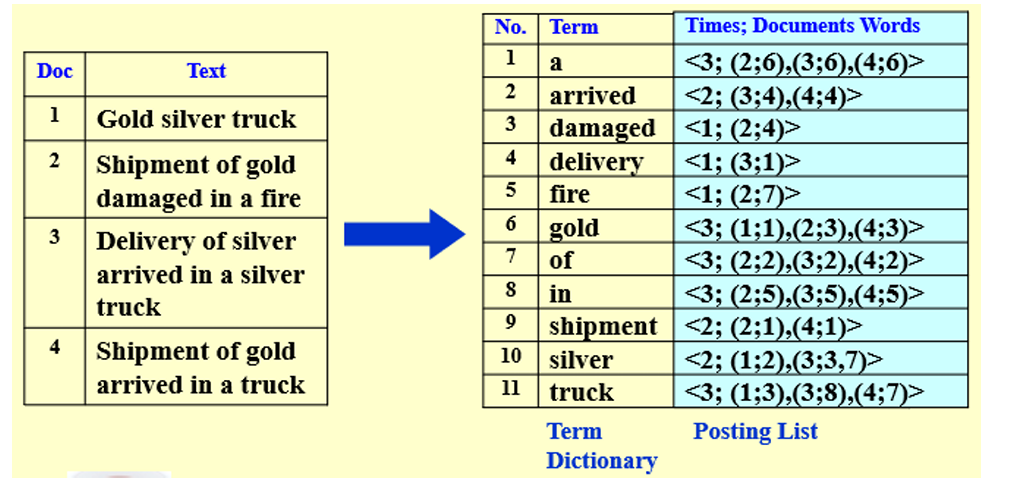 Doc Text
1 Gold silver truck
2 Shipment of gold
damaged in a fire
3 Delivery of silver
arrived in a silver
truck
4 Shipment of gold
arrived in a truck
No. Term Times; Documents Words
1 a <3; (2;6),(3;6),(4;6)>
2 arrived <2; (3;4),(4;4)>
3 damaged <1; (2;4)>
4 delivery <1; (3;1)>
5 fire <1; (2;7)>
6 gold <3; (1;1),(2;3),(4;3)>
7 of <3; (2;2),(3;2),(4;2)>
8 in <3; (2;5),(3;5),(4;5)>
9 shipment <2; (2;1),(4;1)>
10 silver <2; (1;2),(3;3,7)>
11 truck <3; (1;3),(3;8),(4;7)>
Term Posting List
Dictionary